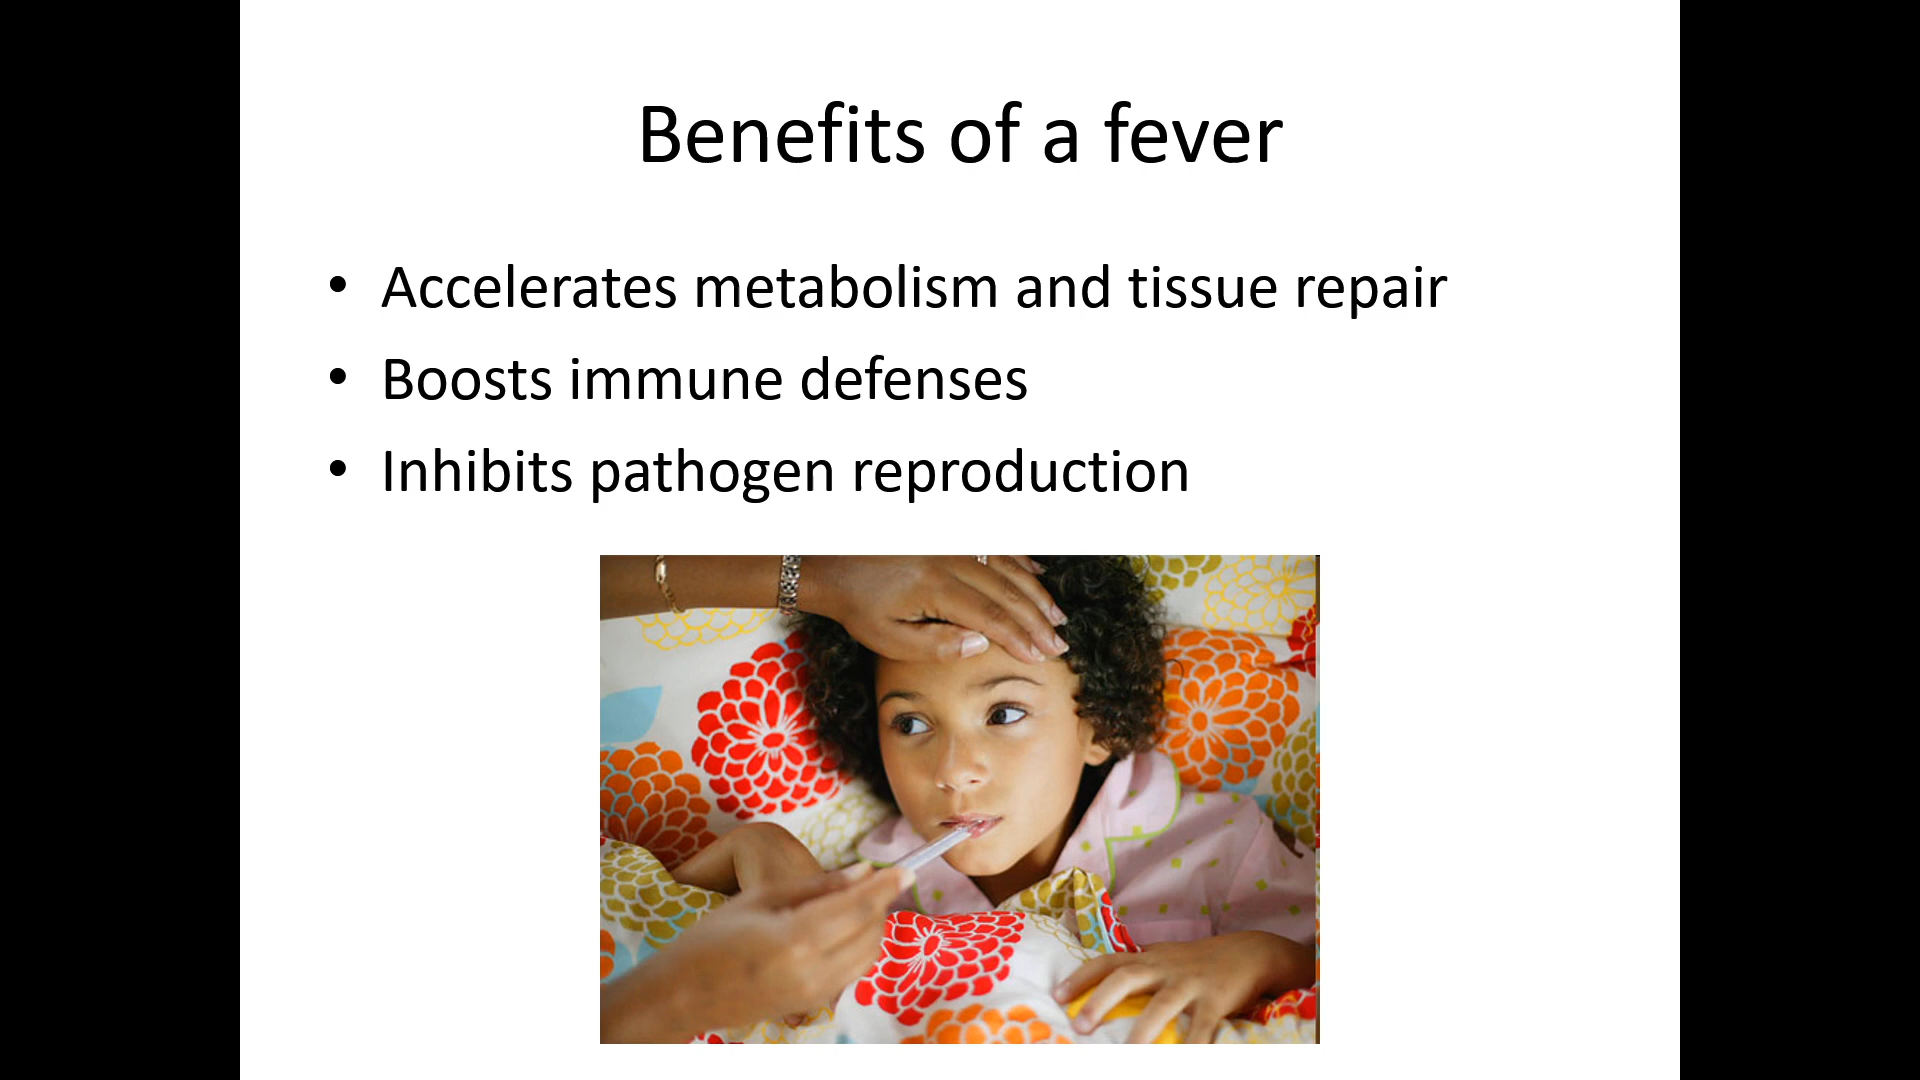 Benefits of a fever
• Accelerates metabolism and tissue repair
• Boosts immune defenses
• Inhibits pathogen reproduction